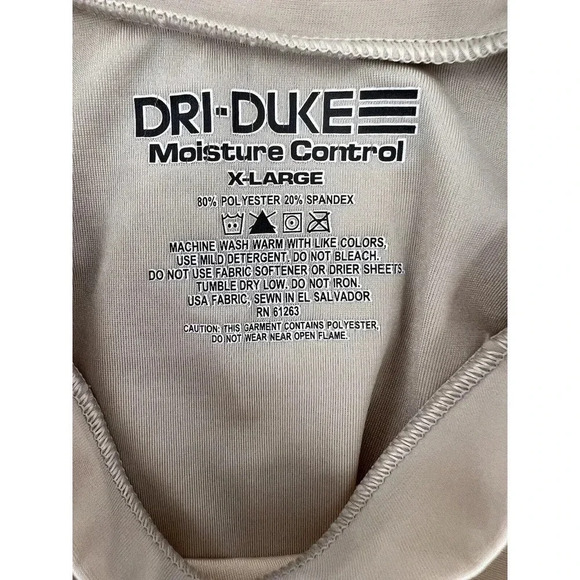 DRI-DUKE
Moisture Control
X-LARGE
80% POLYESTER 20% SPANDEX
MACHINE WASH WARM WITH LIKE COLORS,
USE MILD DETERGENT. DO NOT BLEACH.
DO NOT USE FABRIC SOFTENER OR DRIER SHEETS.
TUMBLE DRY LOW. DO NOT IRON.
USA FABRIC, SEWN IN EL SALVADOR
RN 61263
CAUTION: THIS GARMENT CONTAINS POLYESTER,
DO NOT WEAR NEAR OPEN FLAME.